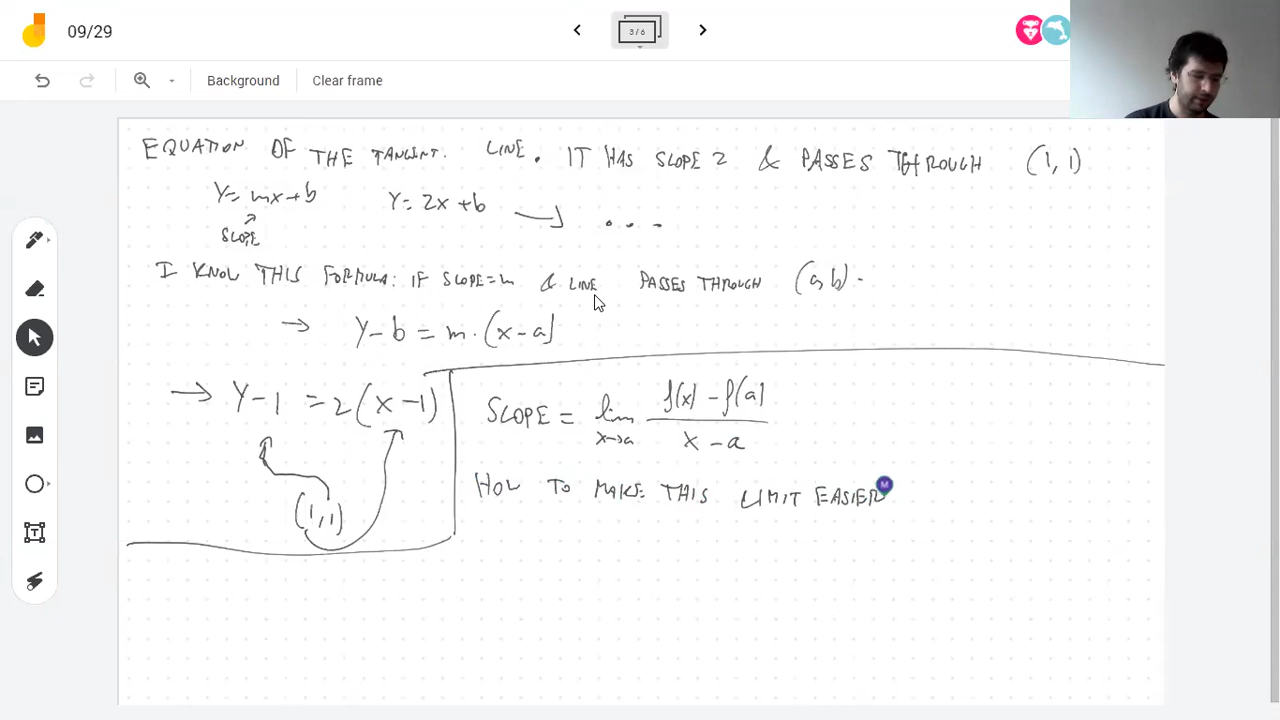 09/29
3/6
Background
Clear frame
EQUATION OF THE TANGENT. LINE. IT HAS SLOPE 2 & PASSES THROUGH (1, 1)
Y=mx+b Y= 2x+b → ...
SLOPE
I KNOW THIS FORMULA: IF SLOPE=m & LINE PASSES THROUGH (a,b).
→ Y-b = m·(x-a)
→ Y-1 =2(x-1)
(1,1)
SLOPE = lim x→a f(x) - f(a) / x - a
HOW TO MAKE THIS LIMIT EASIER
M